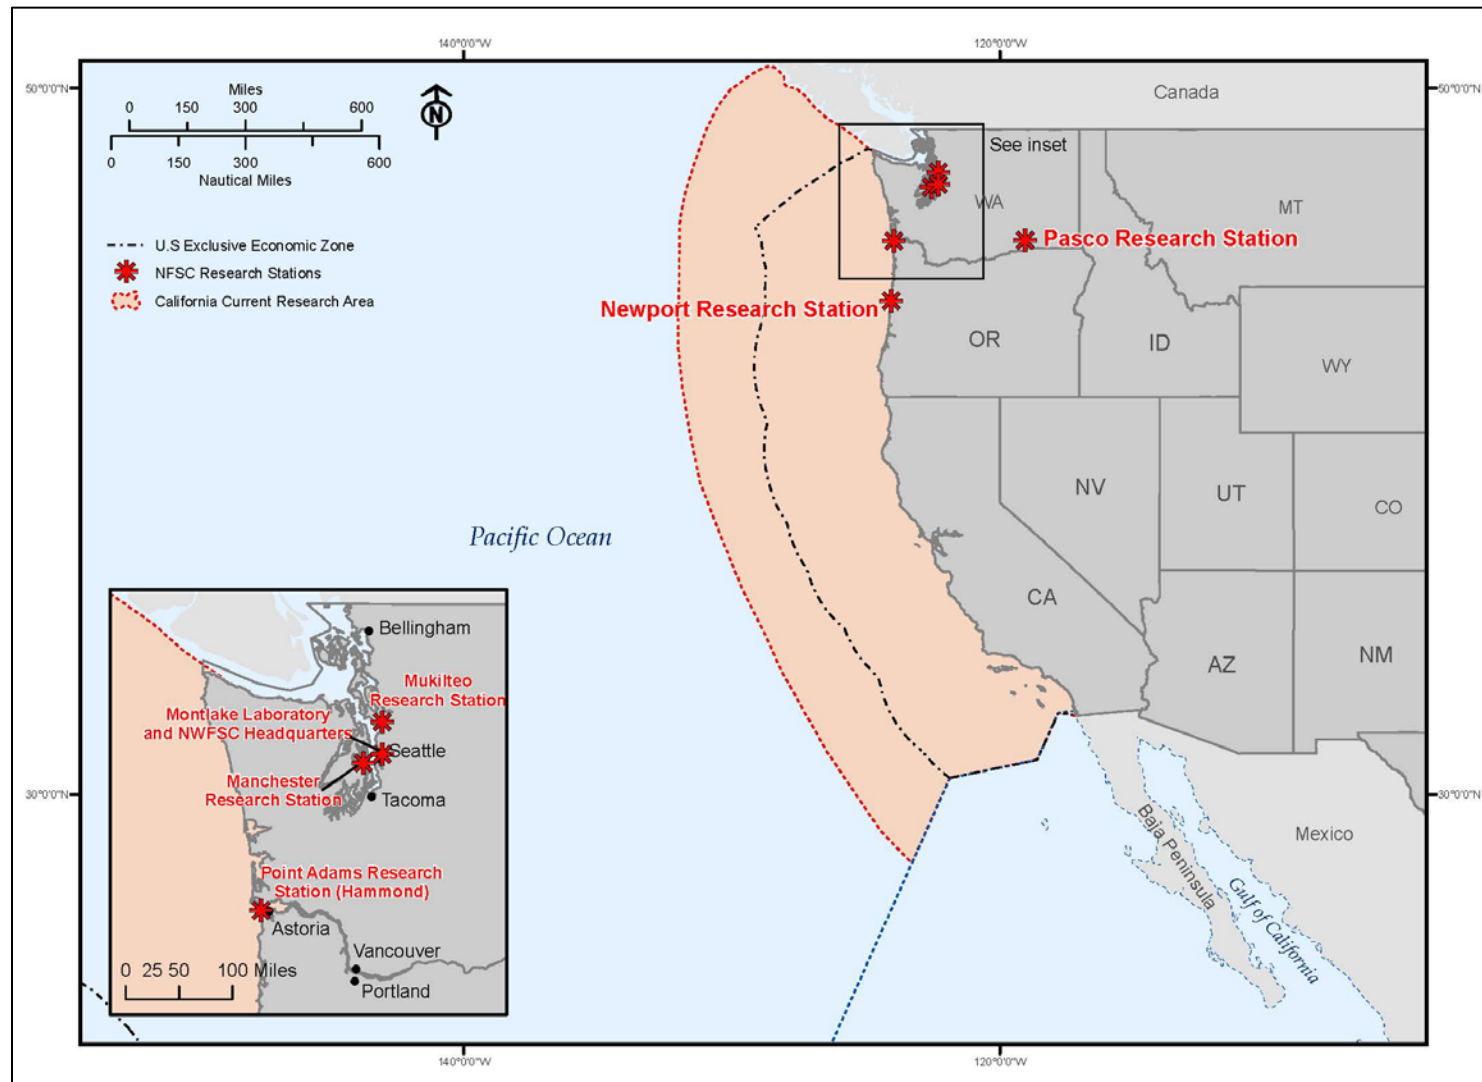 140°0'0"W
120°0'0"W
50°0'0"N
50°0'0"N
Miles
0 150 300 600
0 150 300 600
Nautical Miles
N
U.S Exclusive Economic Zone
NFSC Research Stations
California Current Research Area
Canada
See inset
WA
MT
Pasco Research Station
Newport Research Station
OR
ID
WY
NV
UT
CO
Pacific Ocean
CA
AZ
NM
Bellingham
Mukilteo
Research Station
Montlake Laboratory
and NWFSC Headquarters
Seattle
Manchester
Research Station
Tacoma
Point Adams Research
Station (Hammond)
Astoria
Vancouver
Portland
0 25 50 100 Miles
30°0'0"N
30°0'0"N
Mexico
Baja Peninsula
Gulf of California
140°0'0"W
120°0'0"W